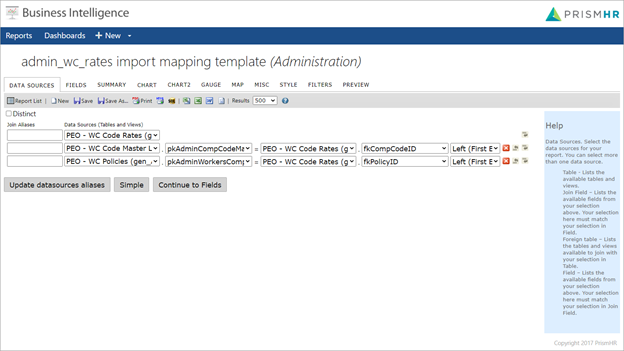 Business Intelligence
PRISMHR
Reports Dashboards + New
admin_wc_rates import mapping template (Administration)
DATA SOURCES FIELDS SUMMARY CHART CHART2 GAUGE MAP MISC STYLE FILTERS PREVIEW
Report List New Save Save As... Print Results 500
Distinct
Join Aliases Data Sources (Tables and Views)
PEO - WC Code Rates (g
PEO - WC Code Master L . pkAdminCompCodeMa = PEO - WC Code Rates (g . fkCompCodeID Left (First E
PEO - WC Policies (gen_ . pkAdminWorkersComp = PEO - WC Code Rates (g . fkPolicyID Left (First E
Update datasources aliases Simple Continue to Fields
Help
Data Sources. Select the
data sources for your
report. You can select more
than one data source.
Table - Lists the
available tables and
views.
Join Field – Lists the
available fields from
your selection
above. Your selection
here must match
your selection in
Field.
Foreign table – Lists
the tables and views
available to join with
your selection in
Table.
Field – Lists the
available fields from
your selection
above. Your selection
here must match
your selection in Join
Field.
Copyright 2017 PrismHR